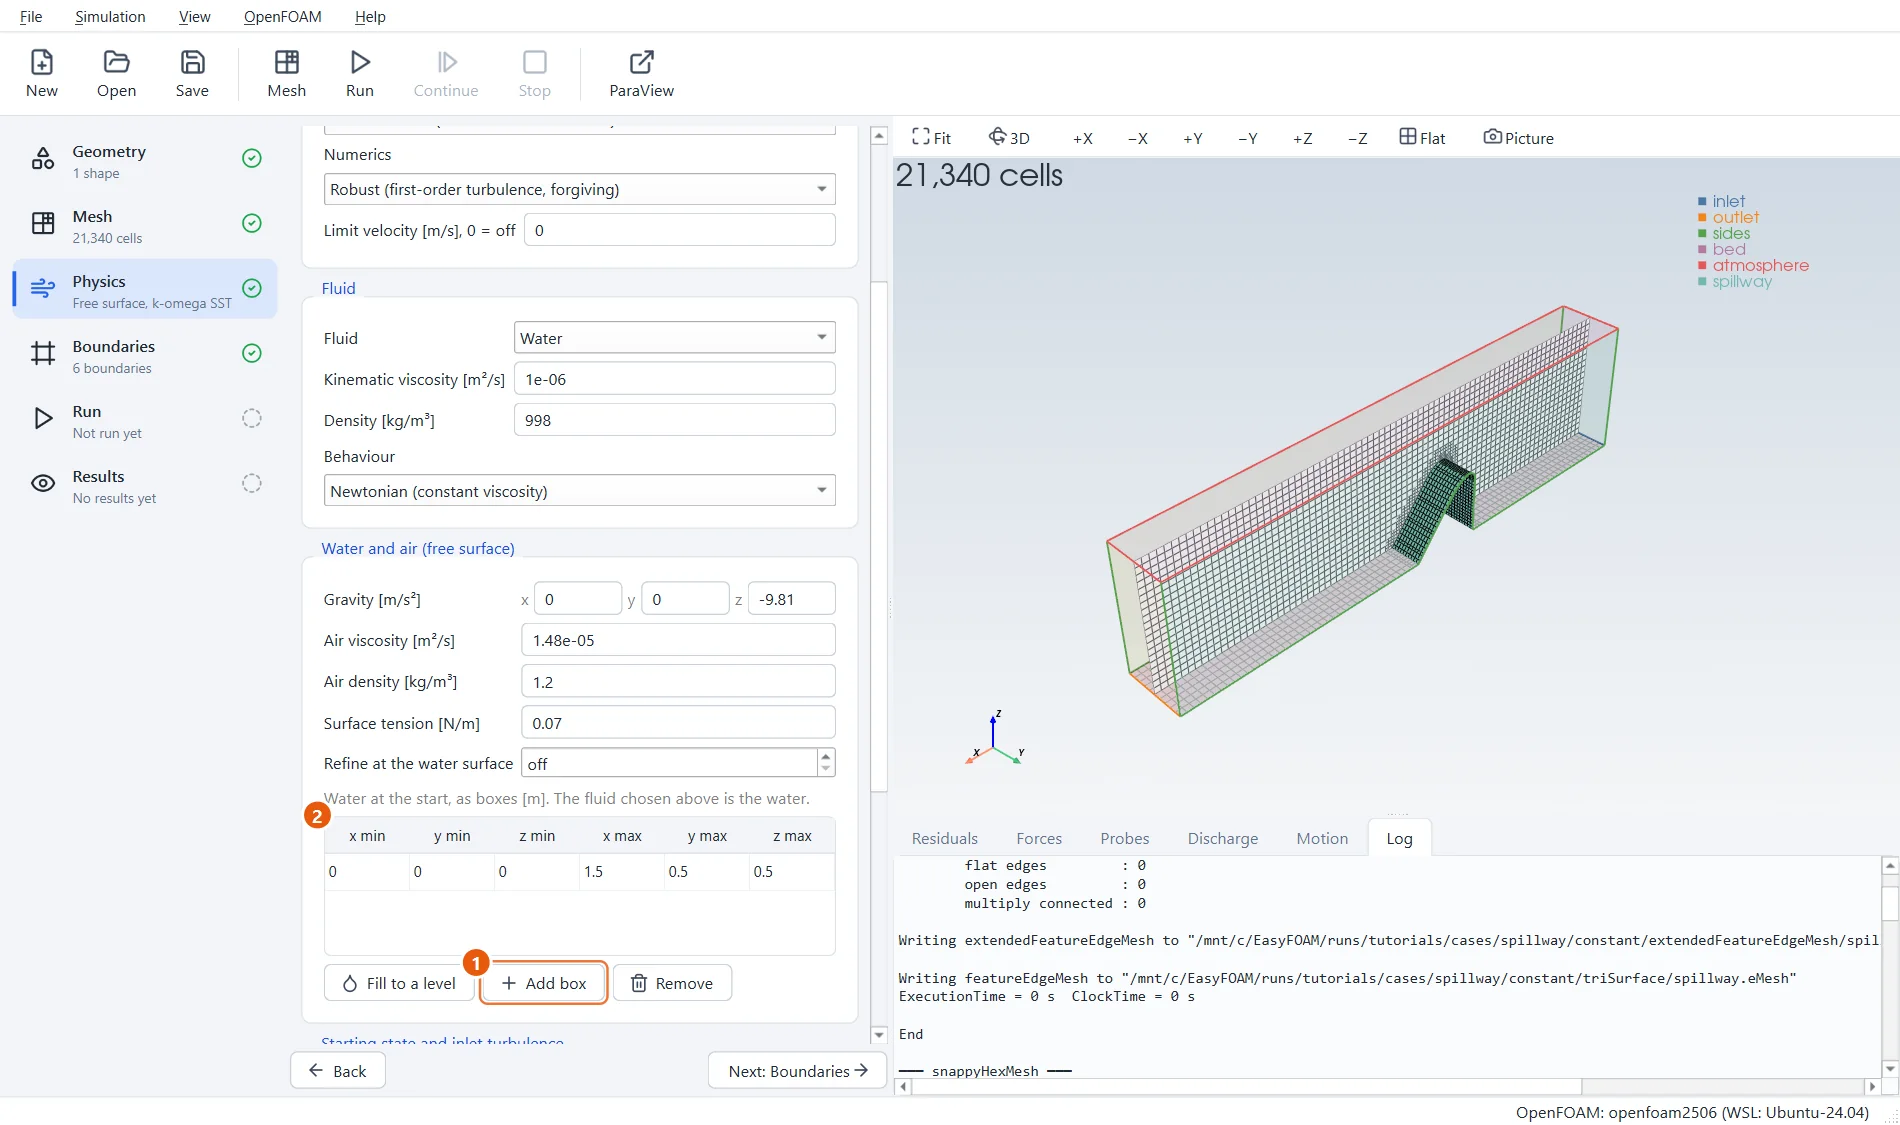 File Simulation View OpenFOAM Help
New Open Save Mesh Run Continue Stop ParaView
Geometry
1 shape
Mesh
21,340 cells
Physics
Free surface, k-omega SST
Boundaries
6 boundaries
Run
Not run yet
Results
No results yet
Numerics
Robust (first-order turbulence, forgiving)
Limit velocity [m/s], 0 = off 0
Fluid
Fluid Water
Kinematic viscosity [m²/s] 1e-06
Density [kg/m³] 998
Behaviour
Newtonian (constant viscosity)
Water and air (free surface)
Gravity [m/s²] x 0 y 0 z -9.81
Air viscosity [m²/s] 1.48e-05
Air density [kg/m³] 1.2
Surface tension [N/m] 0.07
Refine at the water surface off
Water at the start, as boxes [m]. The fluid chosen above is the water.
2
x min y min z min x max y max z max
0 0 0 1.5 0.5 0.5
1
Fill to a level Add box Remove
Starting state and inlet turbulence
Back Next: Boundaries
Fit 3D +X −X +Y −Y +Z −Z Flat Picture
21,340 cells
inlet
outlet
sides
bed
atmosphere
spillway
Z
X Y
Residuals Forces Probes Discharge Motion Log
flat edges : 0
open edges : 0
multiply connected : 0
Writing extendedFeatureEdgeMesh to "/mnt/c/EasyFOAM/runs/tutorials/cases/spillway/constant/extendedFeatureEdgeMesh/spil
Writing featureEdgeMesh to "/mnt/c/EasyFOAM/runs/tutorials/cases/spillway/constant/triSurface/spillway.eMesh"
ExecutionTime = 0 s ClockTime = 0 s
End
─── snappyHexMesh ───
OpenFOAM: openfoam2506 (WSL: Ubuntu-24.04)